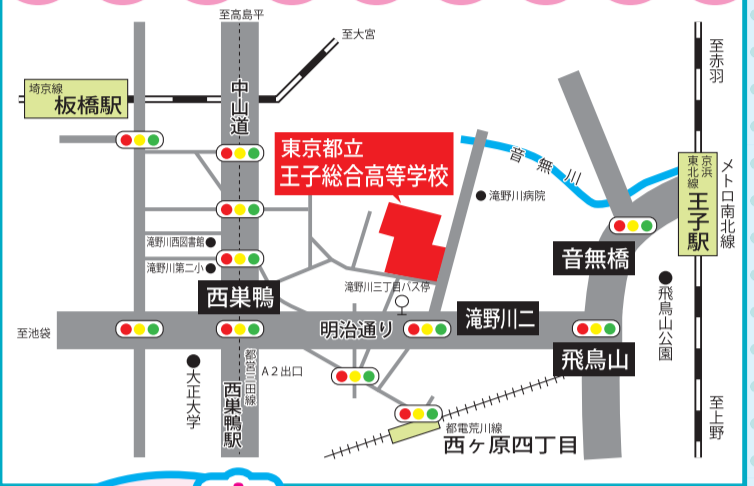 至高島平
至大宮
至赤羽
埼京線
板橋駅
中山道
東京都立
王子総合高等学校
音無川
滝野川病院
京浜
東北線
王子駅
メトロ南北線
滝野川西図書館
滝野川第二小
音無橋
西巣鴨
滝野川三丁目バス停
飛鳥山公園
至池袋
明治通り
滝野川二
飛鳥山
大正大学
都営三田線
西巣鴨駅
A2出口
至上野
都電荒川線
西ヶ原四丁目